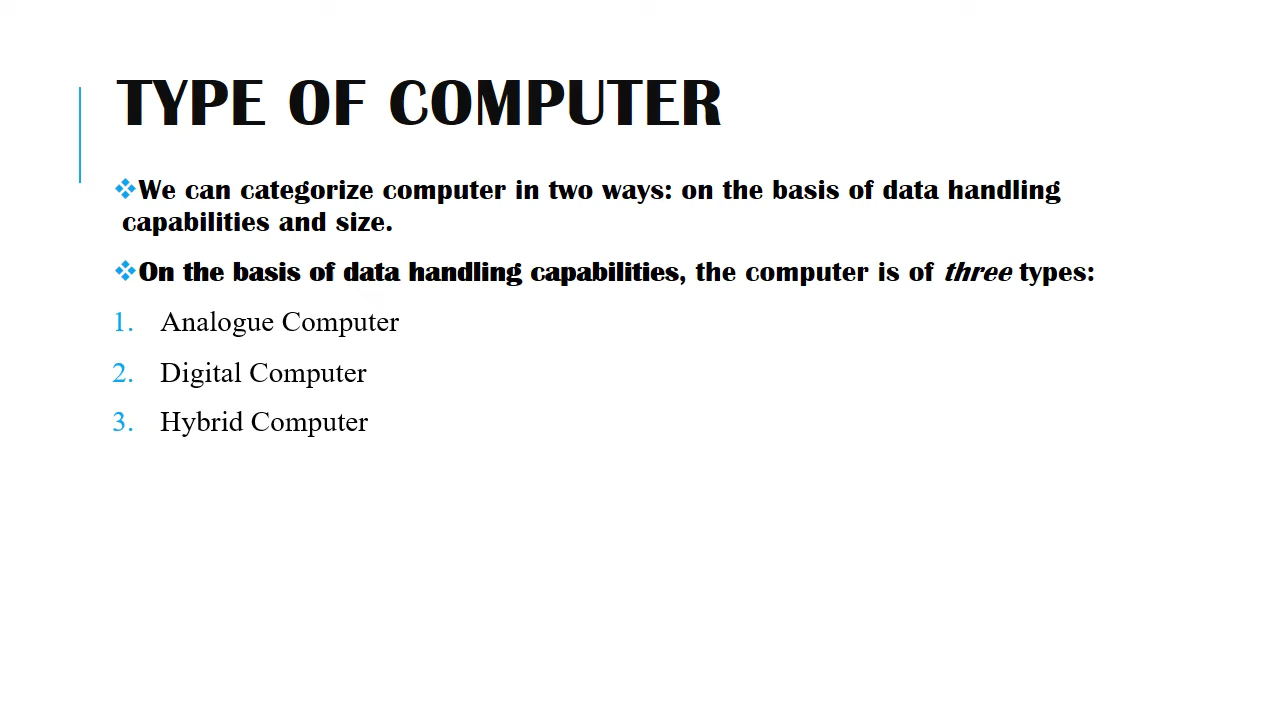 TYPE OF COMPUTER
❖We can categorize computer in two ways: on the basis of data handling
capabilities and size.
❖On the basis of data handling capabilities, the computer is of three types:
1. Analogue Computer
2. Digital Computer
3. Hybrid Computer